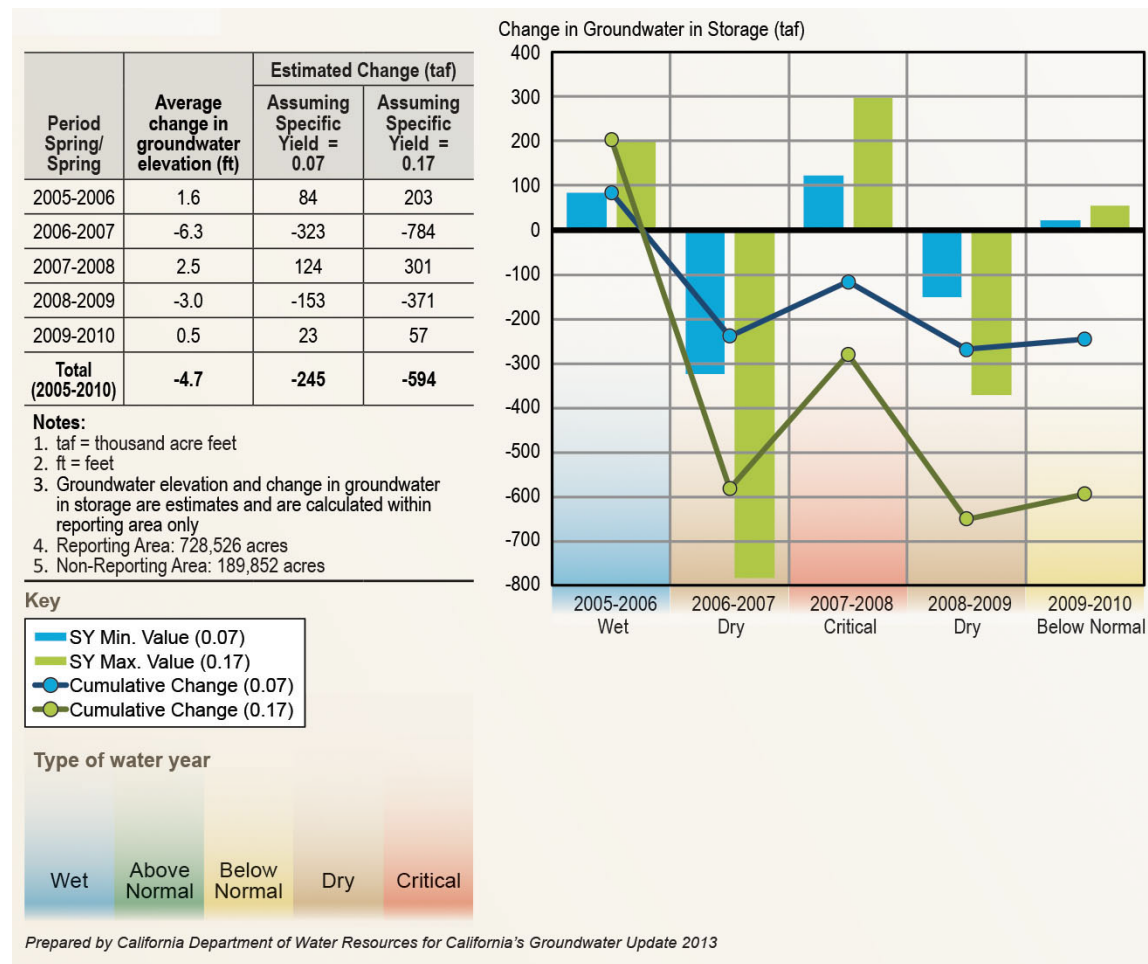 Period
Spring/
Spring
Average
change in
groundwater
elevation (ft)
Estimated Change (taf)
Assuming
Specific
Yield =
0.07
Assuming
Specific
Yield =
0.17
2005-2006 1.6 84 203
2006-2007 -6.3 -323 -784
2007-2008 2.5 124 301
2008-2009 -3.0 -153 -371
2009-2010 0.5 23 57
Total
(2005-2010) -4.7 -245 -594
Notes:
1. taf = thousand acre feet
2. ft = feet
3. Groundwater elevation and change in groundwater
in storage are estimates and are calculated within
reporting area only
4. Reporting Area: 728,526 acres
5. Non-Reporting Area: 189,852 acres
Key
SY Min. Value (0.07)
SY Max. Value (0.17)
Cumulative Change (0.07)
Cumulative Change (0.17)
Type of water year
Wet
Above
Normal
Below
Normal
Dry
Critical
Change in Groundwater in Storage (taf)
400
300
200
100
0
-100
-200
-300
-400
-500
-600
-700
-800
2005-2006
Wet
2006-2007
Dry
2007-2008
Critical
2008-2009
Dry
2009-2010
Below Normal
Prepared by California Department of Water Resources for California's Groundwater Update 2013